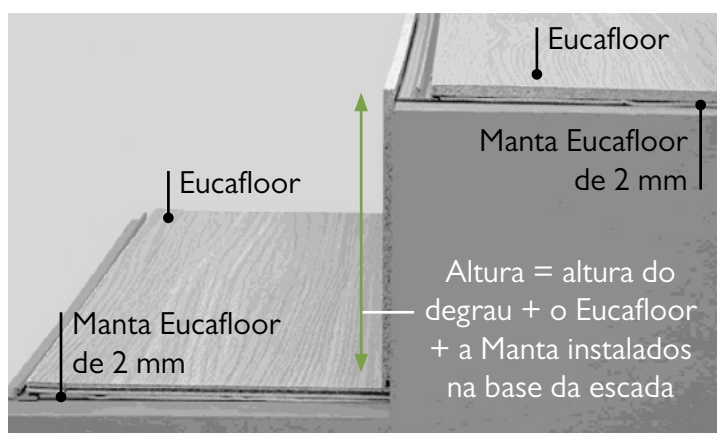 Eucafloor
Manta Eucafloor
de 2 mm
Eucafloor
Altura = altura do
degrau + o Eucafloor
+ a Manta instalados
na base da escada
Manta Eucafloor
de 2 mm